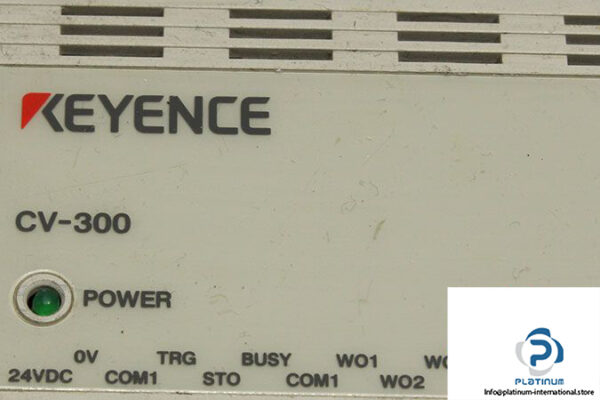 KEYENCE
CV-300
POWER
0V TRG BUSY WO1
24VDC COM1 STO COM1 WO2
PLATINUM
Info@platinum-international.store